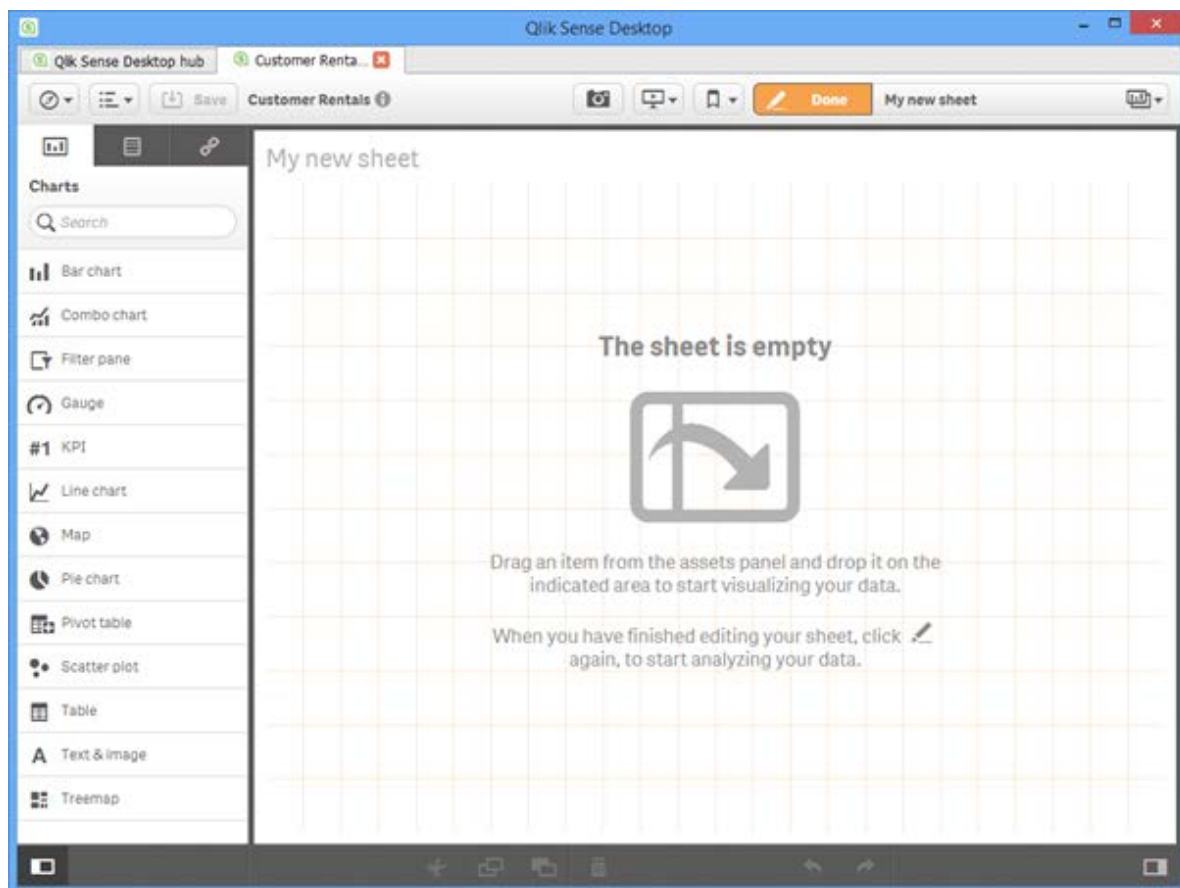 Qlik Sense Desktop
Qlik Sense Desktop hub
Customer Renta...
Save
Customer Rentals
Done
My new sheet
My new sheet
Charts
Search
Bar chart
Combo chart
Filter pane
Gauge
#1 KPI
Line chart
Map
Pie chart
Pivot table
Scatter plot
Table
A Text & image
Treemap
The sheet is empty
Drag an item from the assets panel and drop it on the
indicated area to start visualizing your data.
When you have finished editing your sheet, click
again, to start analyzing your data.